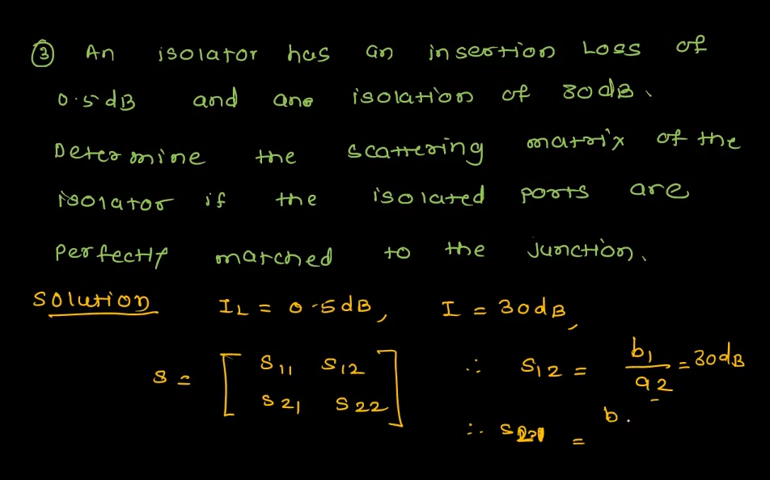 ③ An isolator has an insertion Loss of
0.5dB and an isolation of 30dB.
Determine the scattering matrix of the
isolator if the isolated ports are
perfectly matched to the junction.
Solution IL = 0.5dB, I = 30dB,
S = [ S11 S12 ∴ S12 = b1/a2 = 30dB
S21 S22 ] ∴ S21 = b.